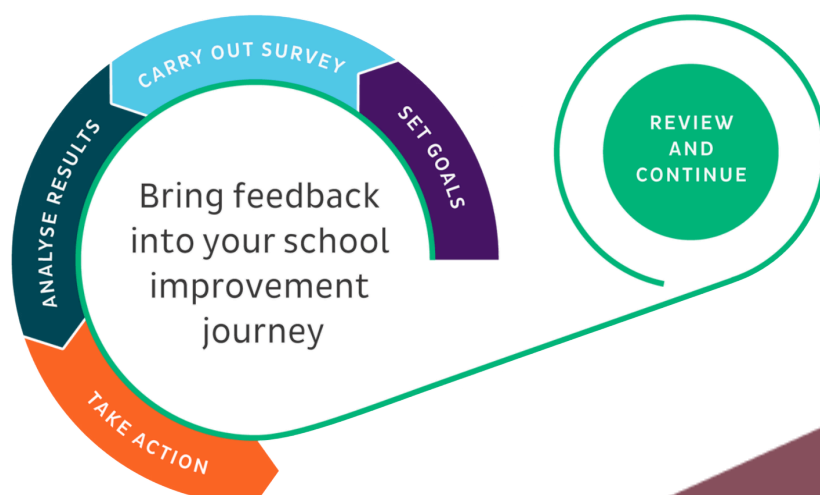 SET GOALS
CARRY OUT SURVEY
ANALYSE RESULTS
TAKE ACTION
Bring feedback
into your school
improvement
journey
REVIEW
AND
CONTINUE